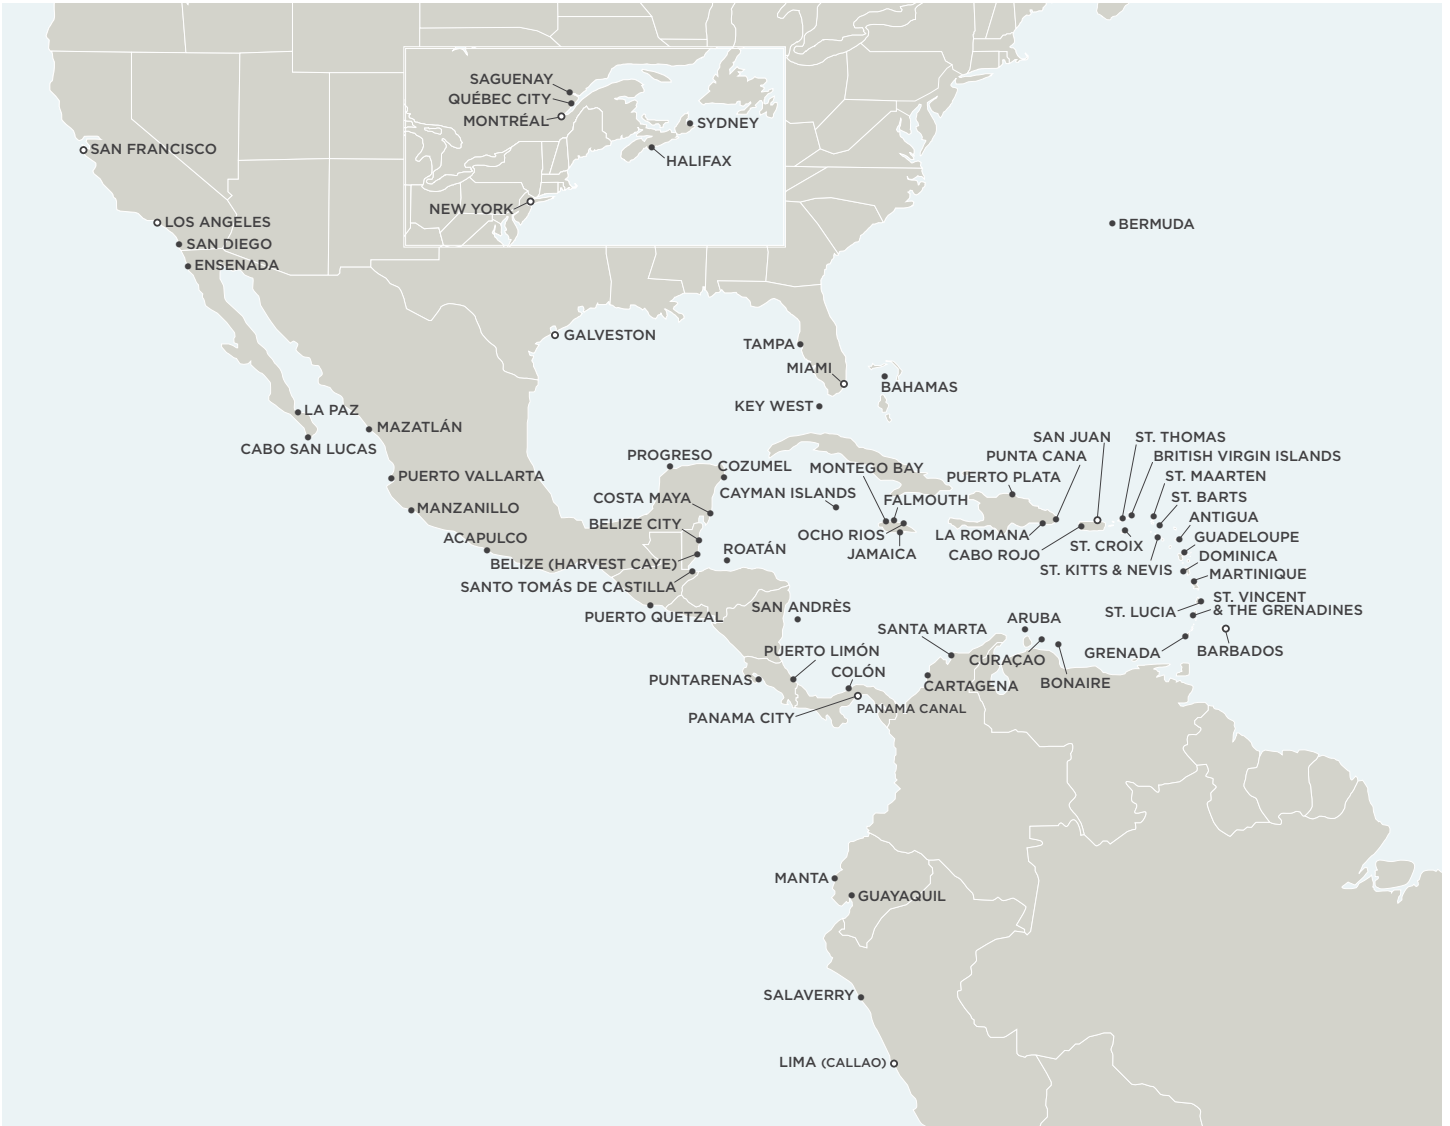 SAGUENAY
QUÉBEC CITY
MONTRÉAL
SYDNEY
HALIFAX
NEW YORK
SAN FRANCISCO
LOS ANGELES
SAN DIEGO
ENSENADA
BERMUDA
GALVESTON
TAMPA
MIAMI
BAHAMAS
KEY WEST
LA PAZ
MAZATLÁN
CABO SAN LUCAS
PUERTO VALLARTA
MANZANILLO
ACAPULCO
PROGRESO
COZUMEL
COSTA MAYA
BELIZE CITY
BELIZE (HARVEST CAYE)
SANTO TOMÁS DE CASTILLA
PUERTO QUETZAL
ROATÁN
CAYMAN ISLANDS
MONTEGO BAY
FALMOUTH
OCHO RIOS
JAMAICA
SAN JUAN
PUNTA CANA
PUERTO PLATA
LA ROMANA
CABO ROJO
ST. THOMAS
BRITISH VIRGIN ISLANDS
ST. MAARTEN
ST. BARTS
ANTIGUA
GUADELOUPE
DOMINICA
MARTINIQUE
ST. CROIX
ST. KITTS & NEVIS
ST. LUCIA
ST. VINCENT
& THE GRENADINES
GRENADA
BARBADOS
SAN ANDRÈS
PUERTO LIMÓN
COLÓN
PUNTARENAS
PANAMA CITY
PANAMA CANAL
SANTA MARTA
CARTAGENA
ARUBA
CURAÇAO
BONAIRE
MANTA
GUAYAQUIL
SALAVERRY
LIMA (CALLAO)